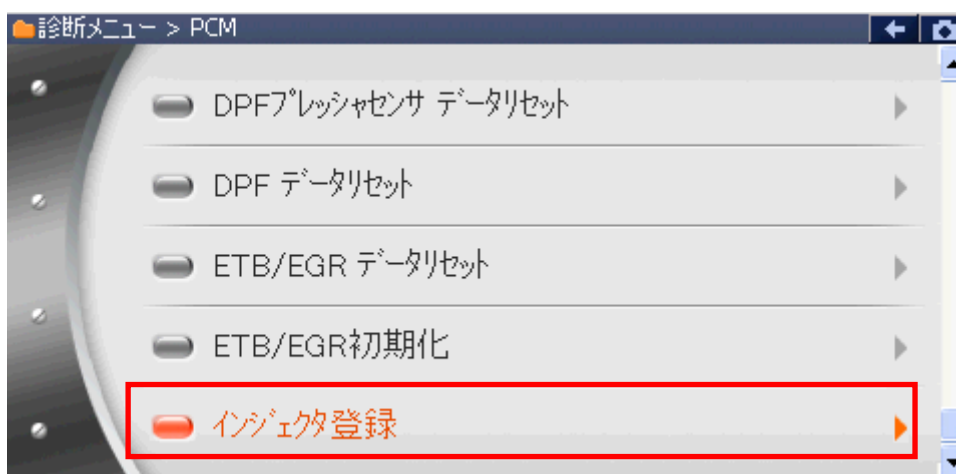 診断メニュー > PCM
DPFプレッシャセンサ データリセット
DPF データリセット
ETB/EGR データリセット
ETB/EGR初期化
インジェクタ登録